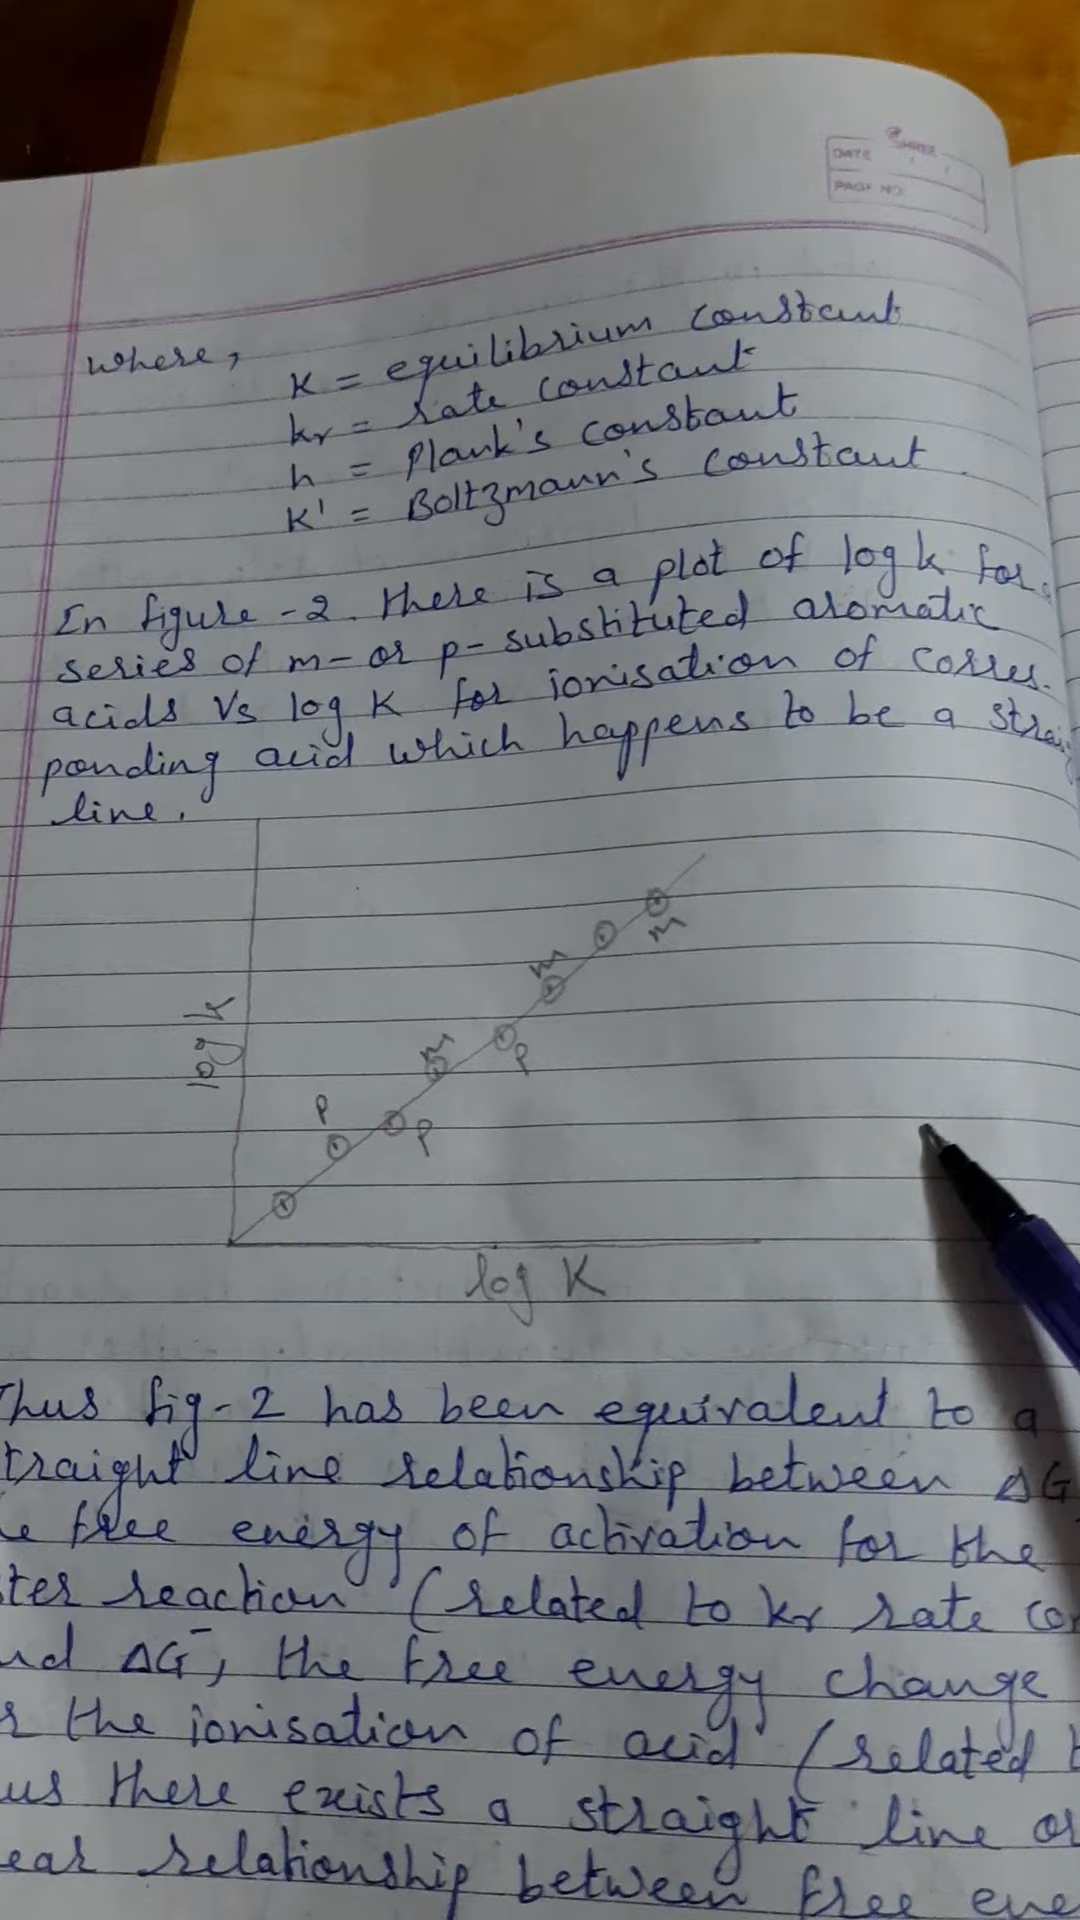 DATE
PAGE NO.
where,
K = equilibrium constant
kr = rate constant
h = Plank's constant
K' = Boltzmann's constant
In figure-2. there is a plot of log k for
series of m- or p- substituted aromatic
acids Vs log K for ionisation of corres-
ponding acid which happens to be a strai
line.
m
m
m
P
P
P
log k
log K
Thus fig-2 has been equivalent to a
traight line relationship between ΔG
e free energy of activation for the
ter reaction (related to kr rate co
nd ΔG‾, the free energy change
r the ionisation of acid (related t
us there exists a straight line or
ear relationship between free ene